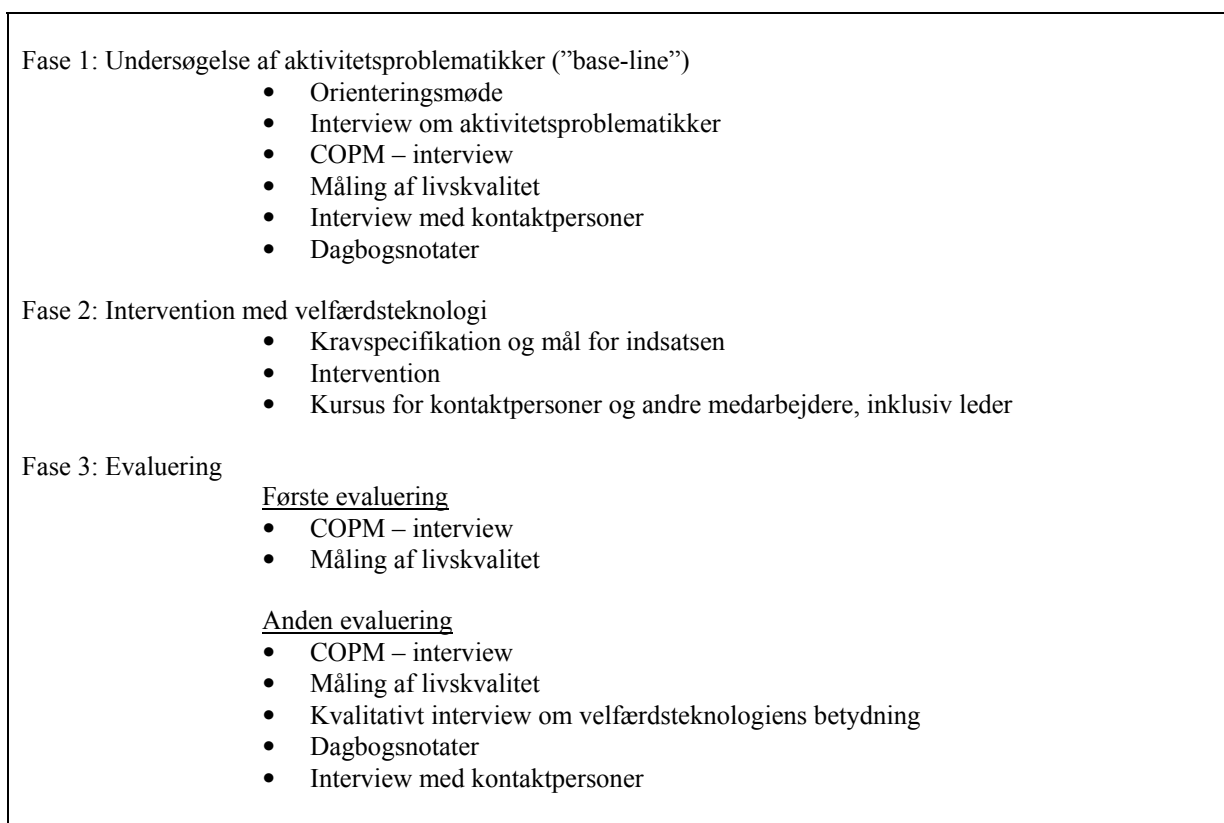 Fase 1: Undersøgelse af aktivitetsproblematikker (”base-line”)
• Orienteringsmøde
• Interview om aktivitetsproblematikker
• COPM – interview
• Måling af livskvalitet
• Interview med kontaktpersoner
• Dagbogsnotater
Fase 2: Intervention med velfærdsteknologi
• Kravspecifikation og mål for indsatsen
• Intervention
• Kursus for kontaktpersoner og andre medarbejdere, inklusiv leder
Fase 3: Evaluering
Første evaluering
• COPM – interview
• Måling af livskvalitet
Anden evaluering
• COPM – interview
• Måling af livskvalitet
• Kvalitativt interview om velfærdsteknologiens betydning
• Dagbogsnotater
• Interview med kontaktpersoner